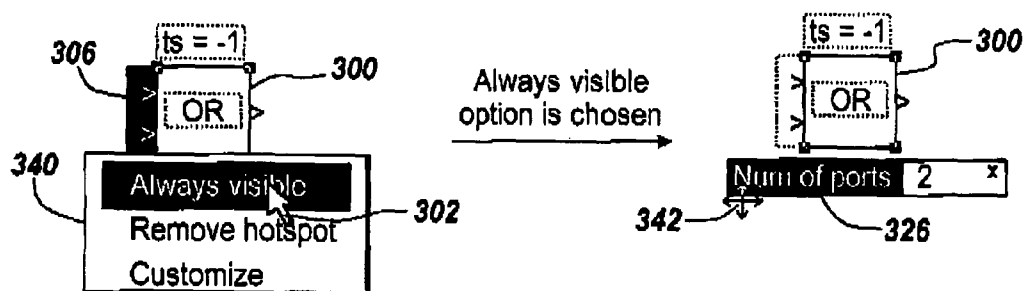 ts = -1
306
300
OR
340
Always visible
302
Remove hotspot
Customize
Always visible
option is chosen
ts = -1
300
OR
Num of ports 2 x
342
326